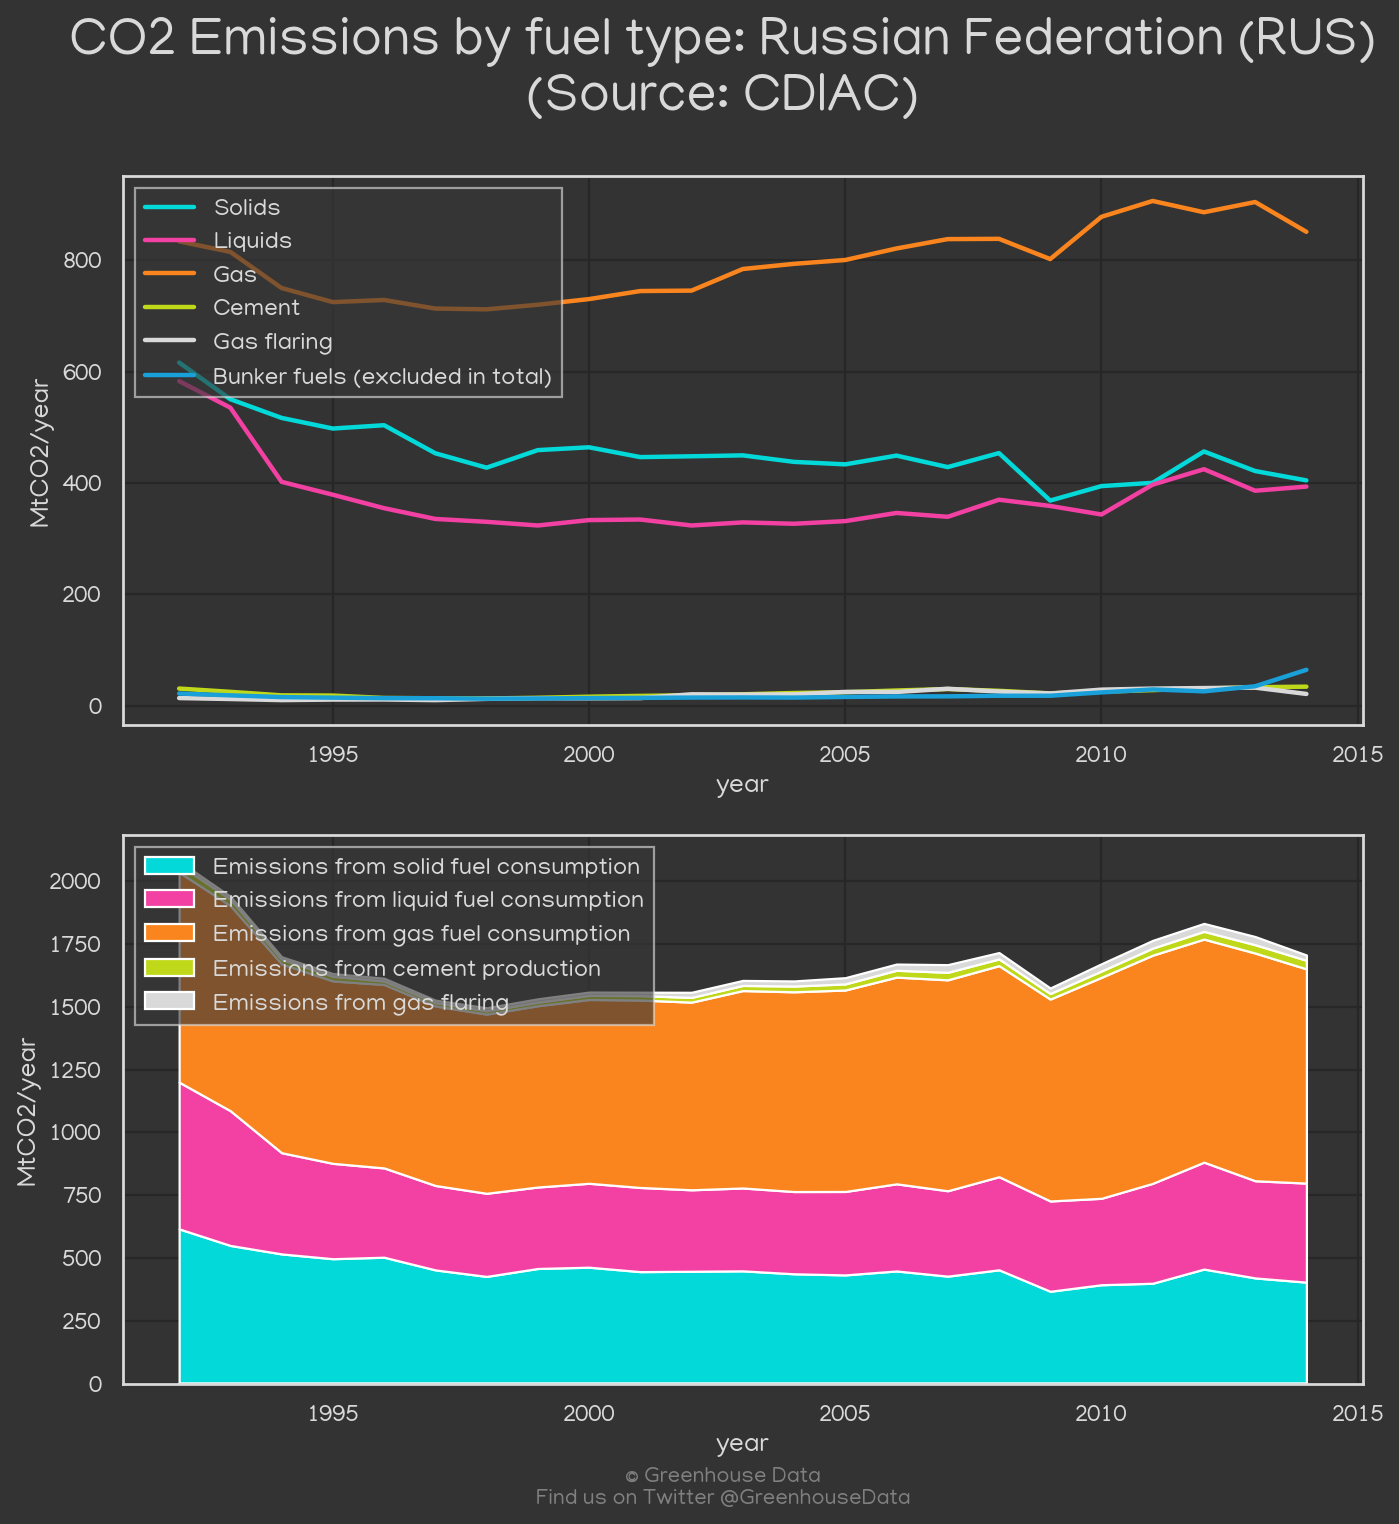 CO2 Emissions by fuel type: Russian Federation (RUS)
(Source: CDIAC)
Solids
Liquids
Gas
Cement
Gas flaring
Bunker fuels (excluded in total)
800
600
400
200
0
MtCO2/year
1995 2000 2005 2010 2015
year
Emissions from solid fuel consumption
Emissions from liquid fuel consumption
Emissions from gas fuel consumption
Emissions from cement production
Emissions from gas flaring
2000
1750
1500
1250
1000
750
500
250
0
MtCO2/year
1995 2000 2005 2010 2015
year
© Greenhouse Data
Find us on Twitter @GreenhouseData